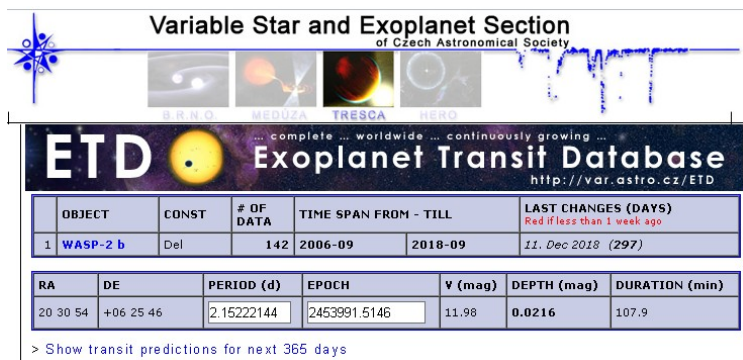 Variable Star and Exoplanet Section
of Czech Astronomical Society
B.R.N.O. MEDÚZA TRESCA HERO
ETD
... complete ... worldwide ... continuously growing ...
Exoplanet Transit Database
http://var.astro.cz/ETD
OBJECT CONST # OF DATA TIME SPAN FROM - TILL LAST CHANGES (DAYS)
Red if less than 1 week ago
1 WASP-2 b Del 142 2006-09 2018-09 11. Dec 2018 (297)
RA DE PERIOD (d) EPOCH V (mag) DEPTH (mag) DURATION (min)
20 30 54 +06 25 46 2.15222144 2453991.5146 11.98 0.0216 107.9
> Show transit predictions for next 365 days